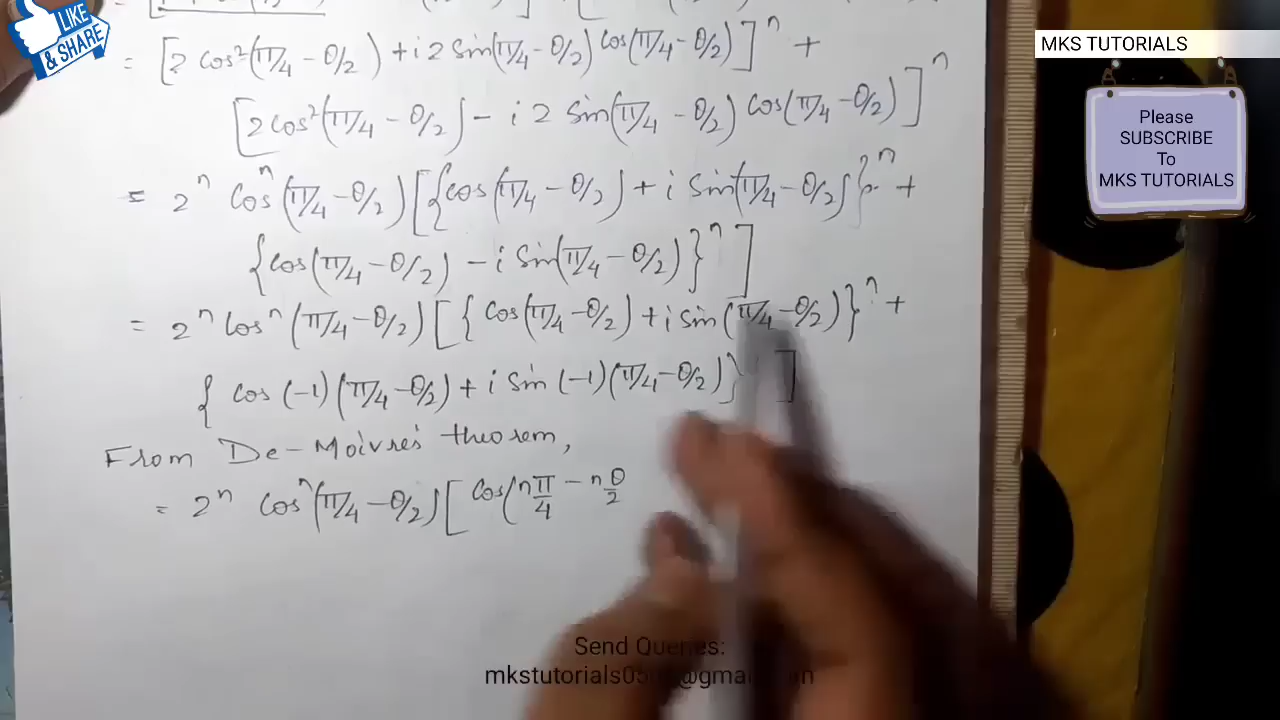 LIKE
& SHARE
MKS TUTORIALS
Please
SUBSCRIBE
To
MKS TUTORIALS
= [2 cos²(π/4 - θ/2) + i 2 Sin(π/4 - θ/2) cos(π/4 - θ/2)]ⁿ +
[2cos²(π/4 - θ/2) - i 2 Sin(π/4 - θ/2) cos(π/4 - θ/2)]ⁿ
= 2ⁿ Cosⁿ(π/4 - θ/2) [{cos(π/4 - θ/2) + i Sin(π/4 - θ/2)}ⁿ +
{cos(π/4 - θ/2) - i Sin(π/4 - θ/2)}ⁿ]
= 2ⁿ cosⁿ (π/4 - θ/2) [{cos(π/4 - θ/2) + i sin(π/4 - θ/2)}ⁿ +
{cos (-1)(π/4 - θ/2) + i Sin (-1)(π/4 - θ/2)} ]
From De-Moivres' theorem,
= 2ⁿ cosⁿ(π/4 - θ/2) [cos(nπ/4 - nθ/2
Send Queries: